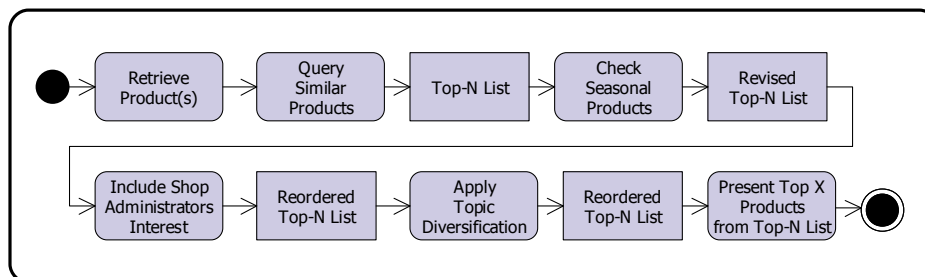 Retrieve
Product(s)
Query
Similar
Products
Top-N List
Check
Seasonal
Products
Revised
Top-N List
Include Shop
Administrators
Interest
Reordered
Top-N List
Apply
Topic
Diversification
Reordered
Top-N List
Present Top X
Products
from Top-N List